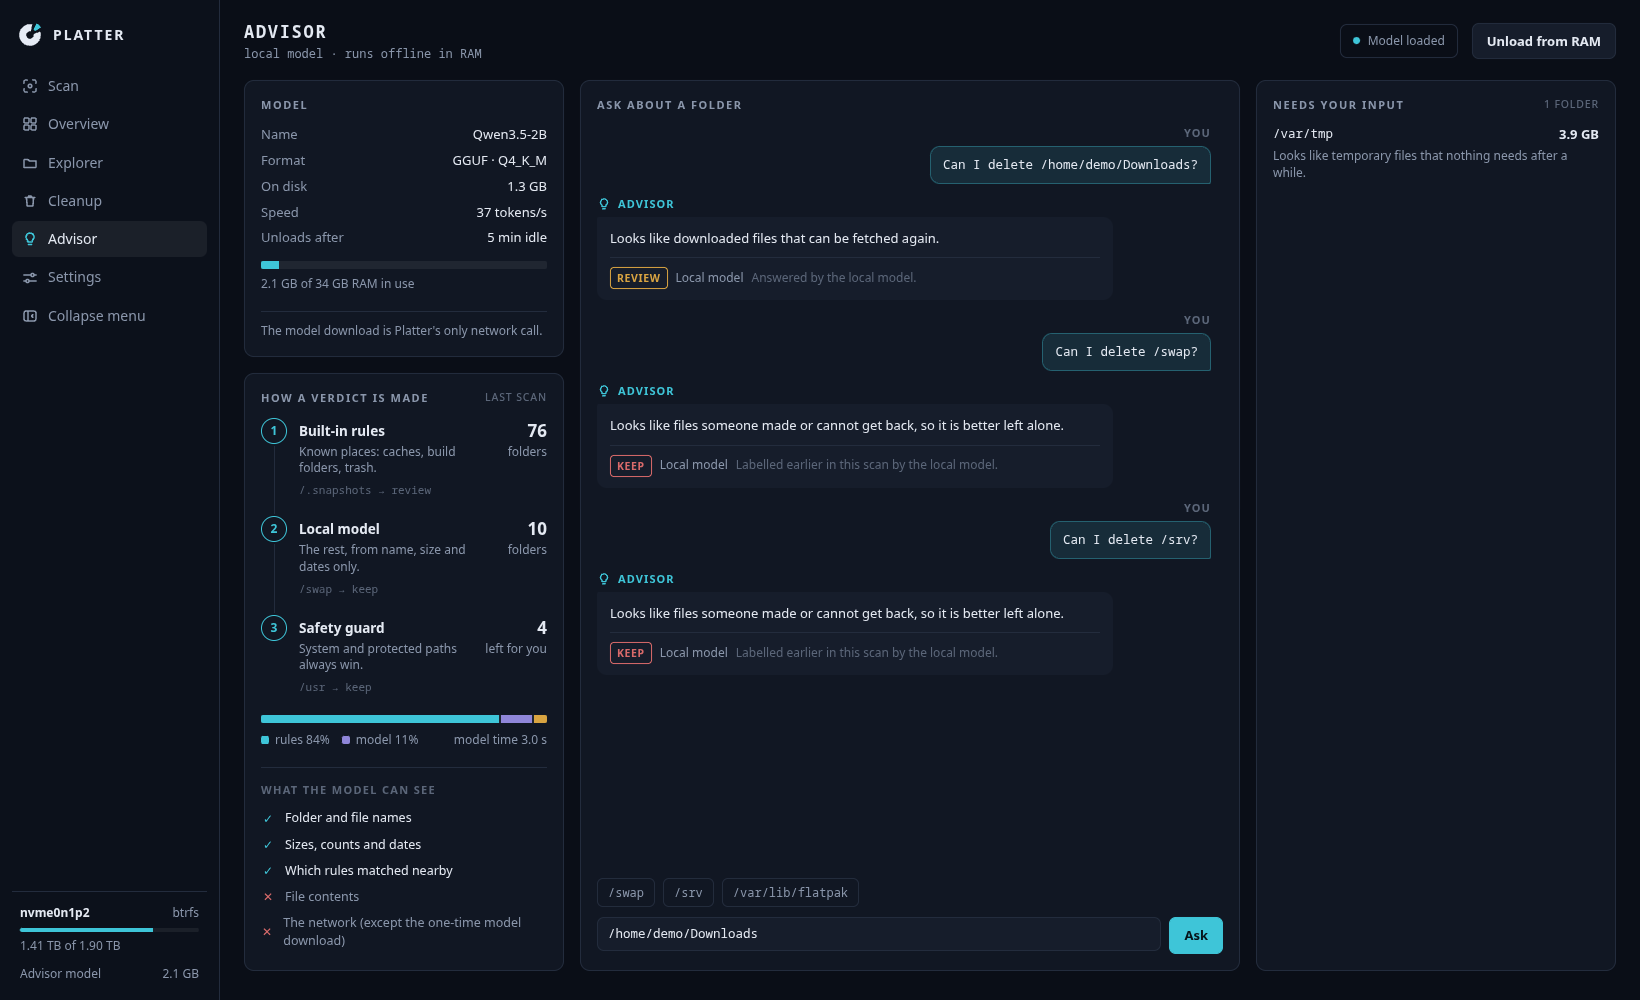 PLATTER
Scan
Overview
Explorer
Cleanup
Advisor
Settings
Collapse menu
nvme0n1p2 btrfs
1.41 TB of 1.90 TB
Advisor model 2.1 GB
ADVISOR
local model · runs offline in RAM
Model loaded
Unload from RAM
MODEL
Name Qwen3.5-2B
Format GGUF · Q4_K_M
On disk 1.3 GB
Speed 37 tokens/s
Unloads after 5 min idle
2.1 GB of 34 GB RAM in use
The model download is Platter's only network call.
HOW A VERDICT IS MADE LAST SCAN
1 Built-in rules 76
Known places: caches, build folders
folders, trash.
/.snapshots → review
2 Local model 10
The rest, from name, size and folders
dates only.
/swap → keep
3 Safety guard 4
System and protected paths left for you
always win.
/usr → keep
rules 84% model 11% model time 3.0 s
WHAT THE MODEL CAN SEE
✓ Folder and file names
✓ Sizes, counts and dates
✓ Which rules matched nearby
✕ File contents
✕ The network (except the one-time model
download)
ASK ABOUT A FOLDER
YOU
Can I delete /home/demo/Downloads?
ADVISOR
Looks like downloaded files that can be fetched again.
REVIEW Local model Answered by the local model.
YOU
Can I delete /swap?
ADVISOR
Looks like files someone made or cannot get back, so it is better left alone.
KEEP Local model Labelled earlier in this scan by the local model.
YOU
Can I delete /srv?
ADVISOR
Looks like files someone made or cannot get back, so it is better left alone.
KEEP Local model Labelled earlier in this scan by the local model.
/swap /srv /var/lib/flatpak
/home/demo/Downloads Ask
NEEDS YOUR INPUT 1 FOLDER
/var/tmp 3.9 GB
Looks like temporary files that nothing needs after a
while.